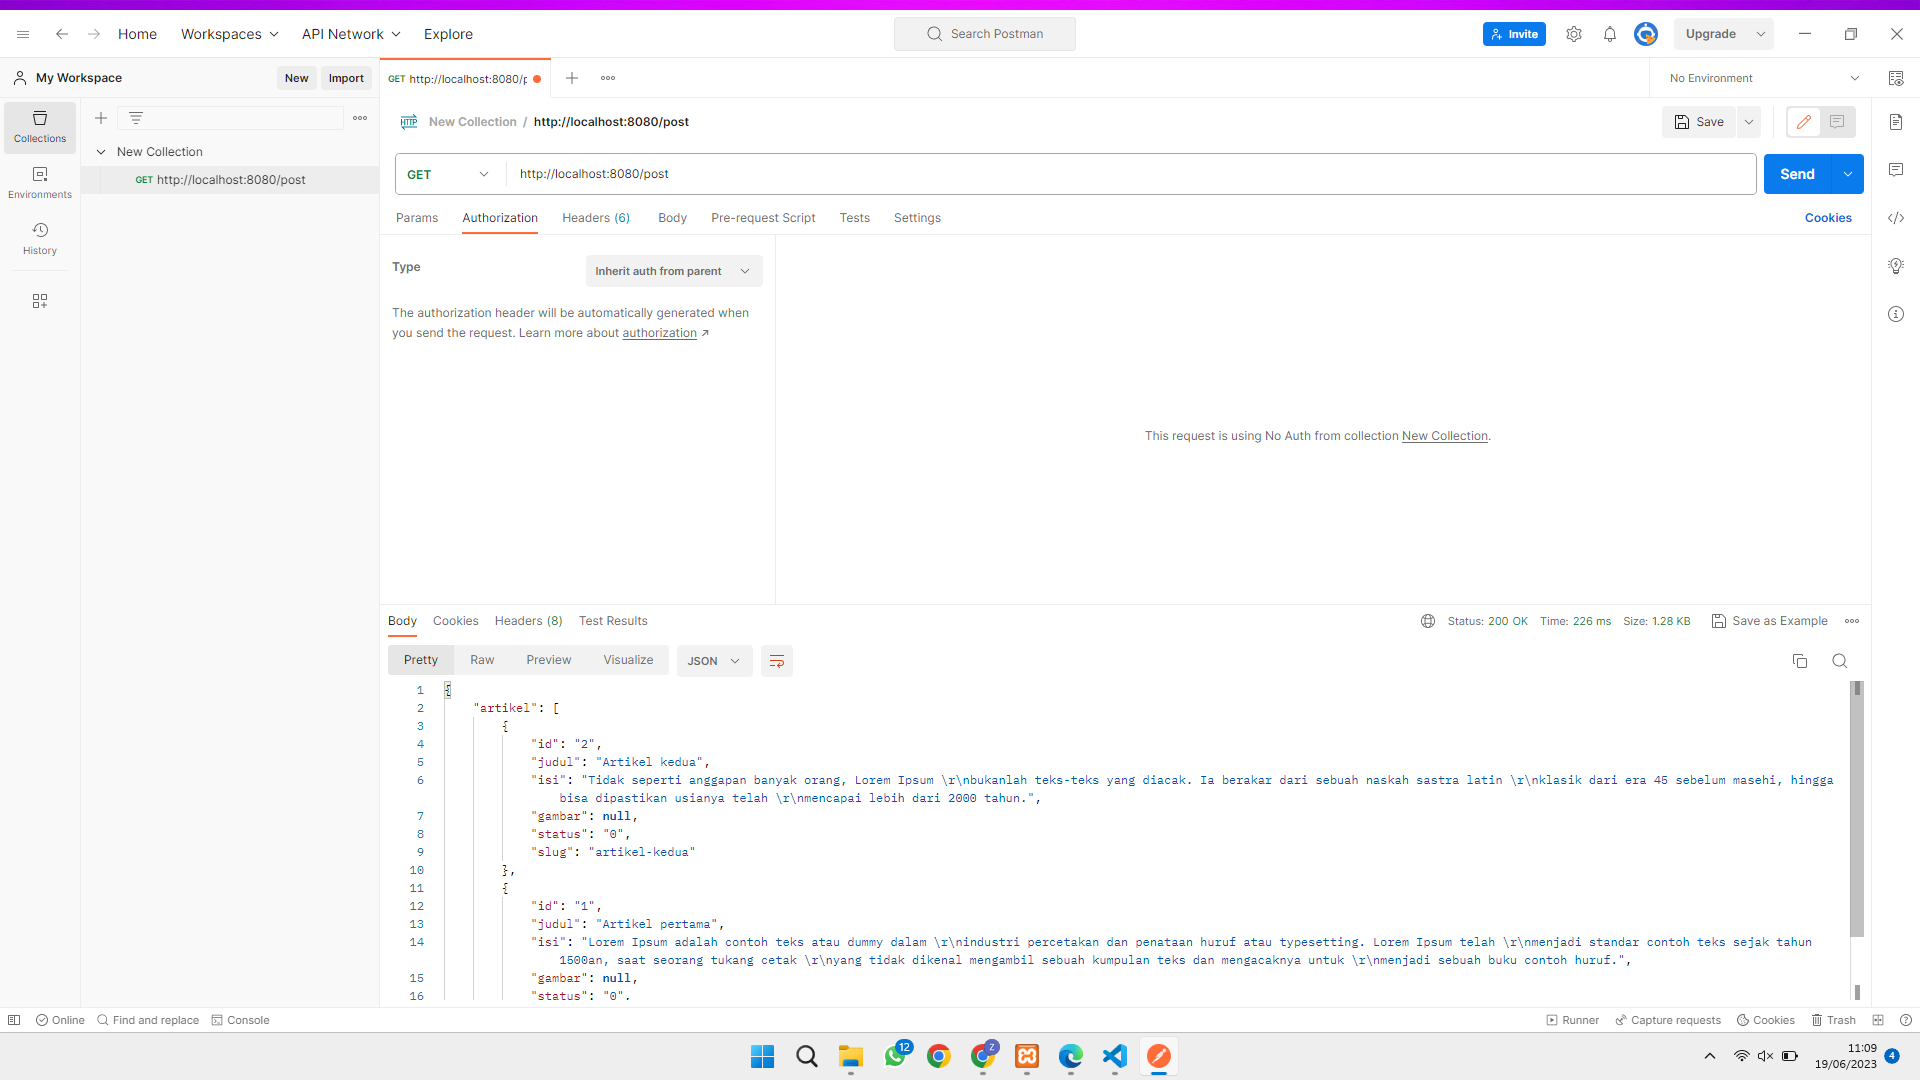 Home
Workspaces
API Network
Explore
Search Postman
Invite
Upgrade
My Workspace
New
Import
GET http://localhost:8080/p
No Environment
Collections
Environments
History
New Collection
GET http://localhost:8080/post
New Collection / http://localhost:8080/post
Save
GET
http://localhost:8080/post
Send
Params
Authorization
Headers (6)
Body
Pre-request Script
Tests
Settings
Cookies
Type
Inherit auth from parent
The authorization header will be automatically generated when
you send the request. Learn more about authorization ↗
This request is using No Auth from collection New Collection.
Body
Cookies
Headers (8)
Test Results
Status: 200 OK
Time: 226 ms
Size: 1.28 KB
Save as Example
Pretty
Raw
Preview
Visualize
JSON
1 {
2 "artikel": [
3 {
4 "id": "2",
5 "judul": "Artikel kedua",
6 "isi": "Tidak seperti anggapan banyak orang, Lorem Ipsum \r\nbukanlah teks-teks yang diacak. Ia berakar dari sebuah naskah sastra latin \r\nklasik dari era 45 sebelum masehi, hingga
bisa dipastikan usianya telah \r\nmencapai lebih dari 2000 tahun.",
7 "gambar": null,
8 "status": "0",
9 "slug": "artikel-kedua"
10 },
11 {
12 "id": "1",
13 "judul": "Artikel pertama",
14 "isi": "Lorem Ipsum adalah contoh teks atau dummy dalam \r\nindustri percetakan dan penataan huruf atau typesetting. Lorem Ipsum telah \r\nmenjadi standar contoh teks sejak tahun
1500an, saat seorang tukang cetak \r\nyang tidak dikenal mengambil sebuah kumpulan teks dan mengacaknya untuk \r\nmenjadi sebuah buku contoh huruf.",
15 "gambar": null,
16 "status": "0",
Online
Find and replace
Console
Runner
Capture requests
Cookies
Trash
12
Z
11:09
19/06/2023
4